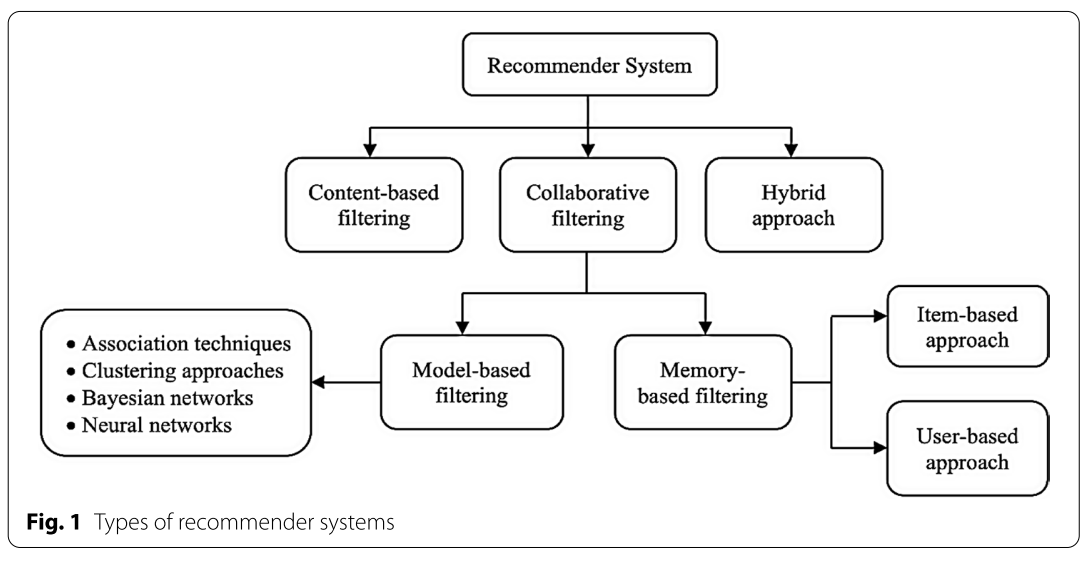 Recommender System
Content-based
filtering
Collaborative
filtering
Hybrid
approach
Model-based
filtering
Memory-
based filtering
Item-based
approach
User-based
approach
• Association techniques
• Clustering approaches
• Bayesian networks
• Neural networks
Fig. 1 Types of recommender systems